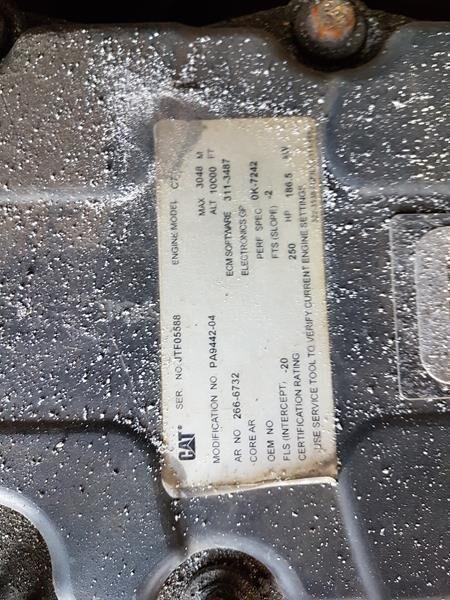 CAT® SER. NO. JTF05588 ENGINE MODEL C7
MODIFICATION NO PA9442-04 MAX ALT 3048 M 10000 FT
AR NO 266-6732 ECM SOFTWARE 311-3487
CORE AR ELECTRONICS GP
OEM NO PERF SPEC 0K-7242
FLS (INTERCEPT) -20 FTS (SLOPE) -2
CERTIFICATION RATING 250 HP 186.5 kW
USE SERVICE TOOL TO VERIFY CURRENT ENGINE SETTINGS